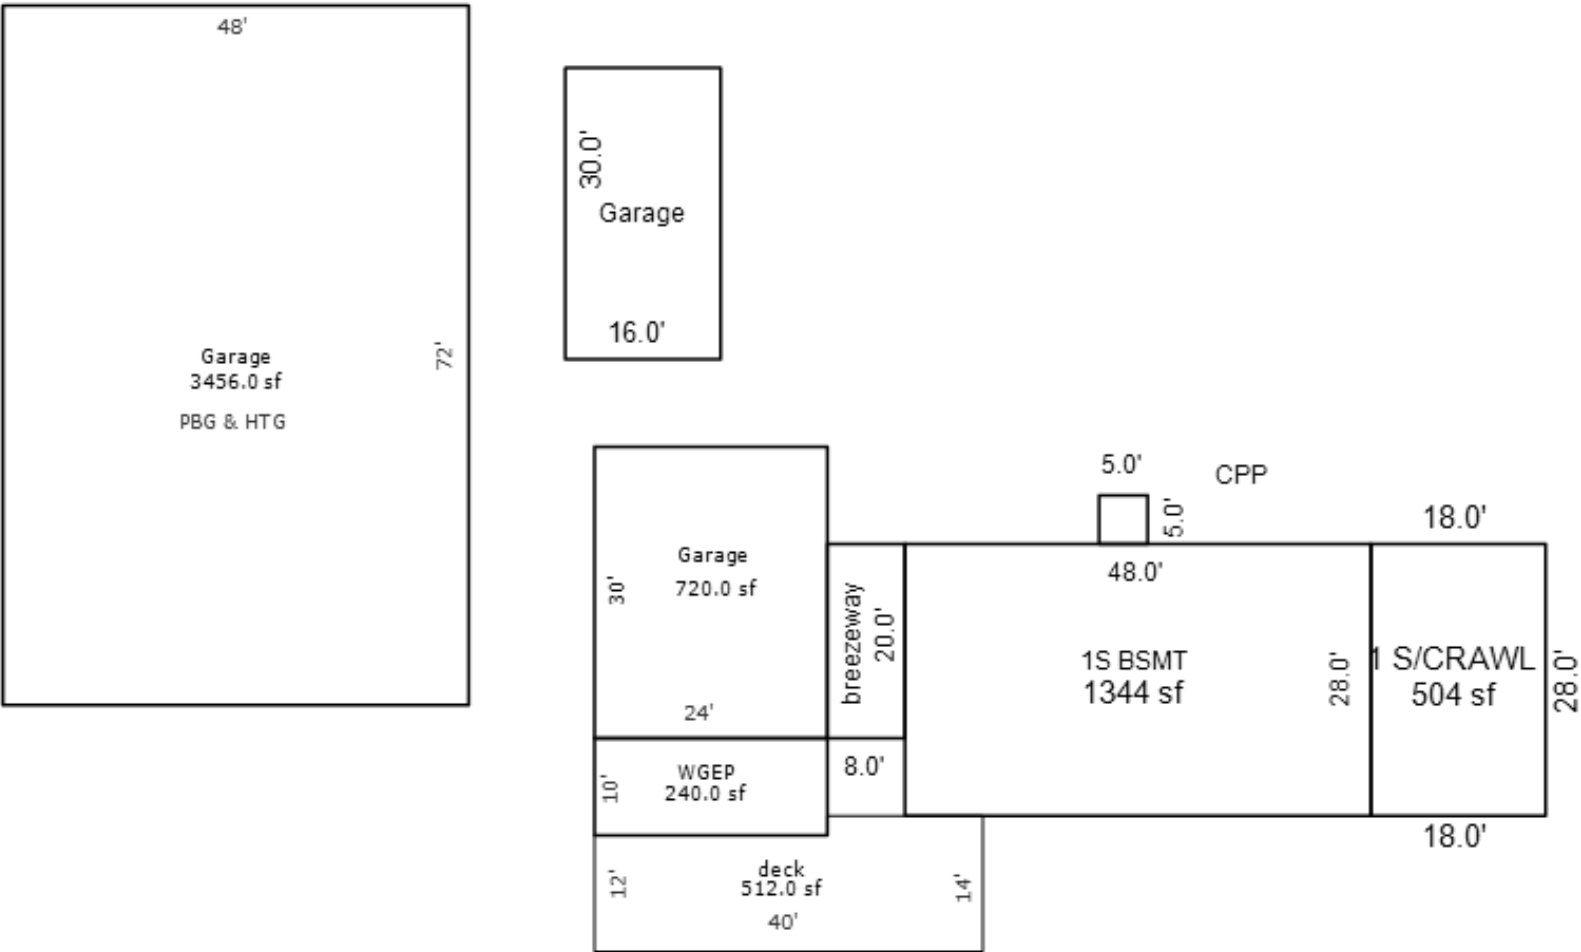 48'
Garage
3456.0 sf
PBG & HTG
72'
30.0'
Garage
16.0'
Garage
720.0 sf
30'
24'
WGEP
240.0 sf
10'
breezeway
20.0'
8.0'
5.0'
5.0'
CPP
48.0'
1S BSMT
1344 sf
28.0'
18.0'
1 S/CRAWL
504 sf
28.0'
18.0'
deck
512.0 sf
12'
40'
14'